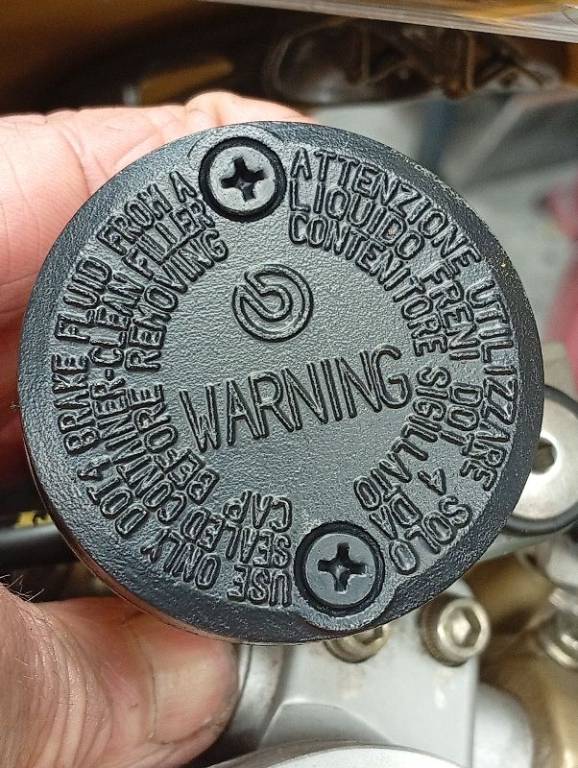 WARNING
USE ONLY DOT 4 BRAKE FLUID FROM A
SEALED CONTAINER-CLEAN FILLER
CAP BEFORE REMOVING
ATTENZIONE UTILIZZARE SOLO
LIQUIDO FRENI DOT 4 DA
CONTENITORE SIGILLATO